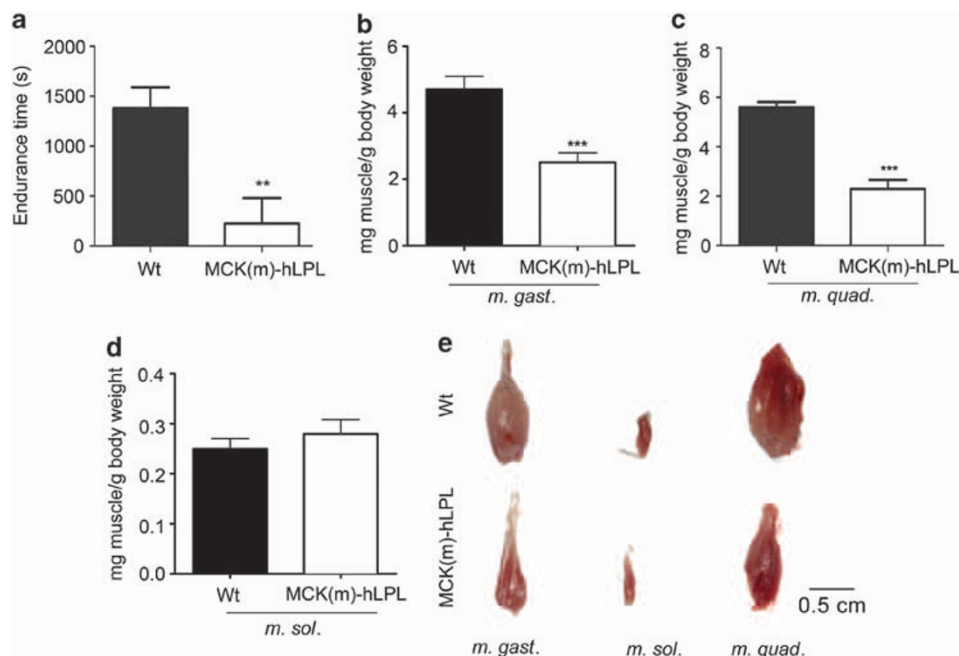 a
Endurance time (s)
2000
1500
1000
500
0
**
Wt
MCK(m)-hLPL
b
mg muscle/g body weight
6
4
2
0
***
Wt
MCK(m)-hLPL
m. gast.
c
mg muscle/g body weight
8
6
4
2
0
***
Wt
MCK(m)-hLPL
m. quad.
d
mg muscle/g body weight
0.4
0.3
0.2
0.1
0.0
Wt
MCK(m)-hLPL
m. sol.
e
Wt
MCK(m)-hLPL
0.5 cm
m. gast.
m. sol.
m. quad.